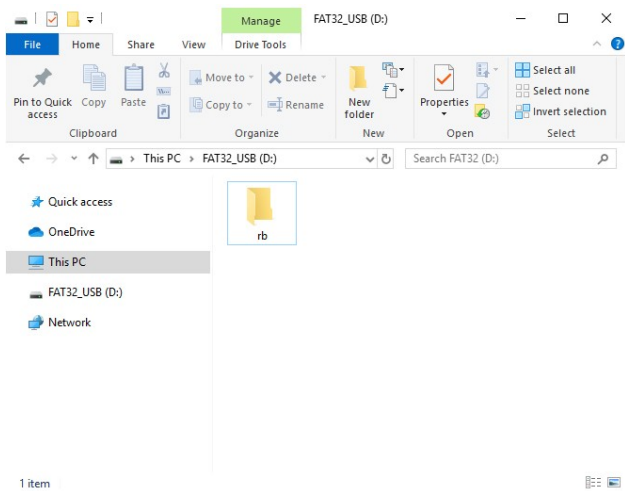 Manage FAT32_USB (D:)
File Home Share View Drive Tools
Pin to Quick access
Copy
Paste
Move to
Copy to
Delete
Rename
New folder
Properties
Select all
Select none
Invert selection
Clipboard Organize New Open Select
This PC > FAT32_USB (D:)
Search FAT32 (D:)
Quick access
OneDrive
This PC
FAT32_USB (D:)
Network
rb
1 item